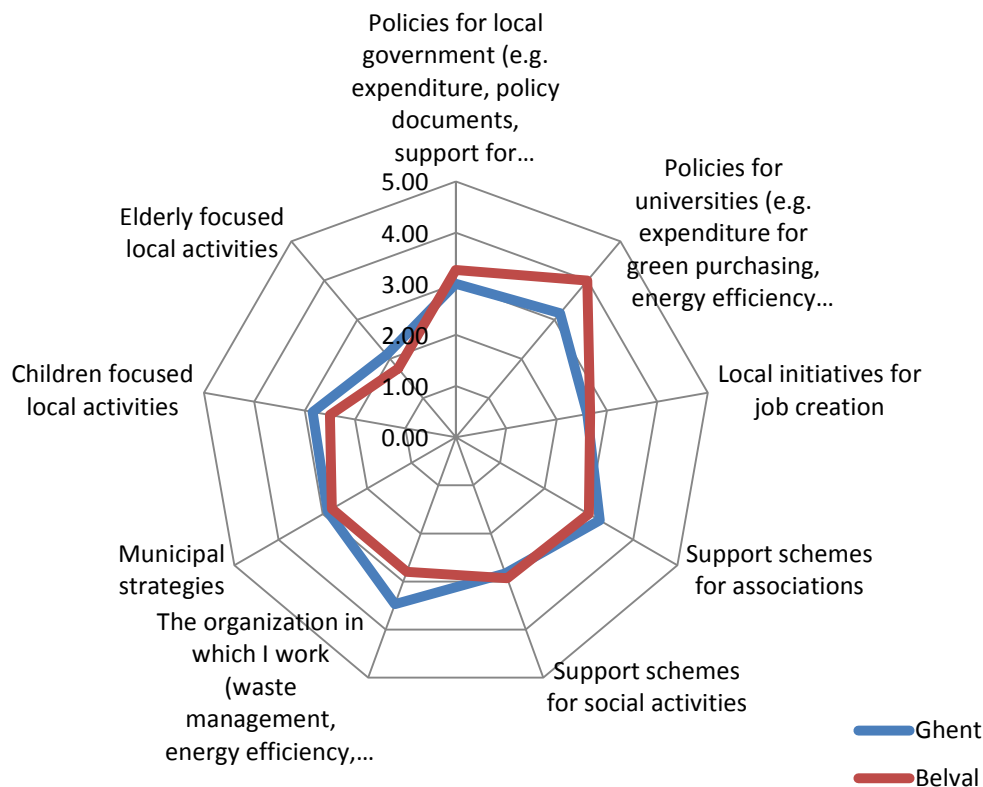 Policies for local
government (e.g.
expenditure, policy
documents,
support for…
Policies for
universities (e.g.
expenditure for
green purchasing,
energy efficiency…
Local initiatives for
job creation
Support schemes
for associations
Support schemes
for social activities
The organization in
which I work
(waste
management,
energy efficiency,…
Municipal
strategies
Children focused
local activities
Elderly focused
local activities
5.00
4.00
3.00
2.00
1.00
0.00
Ghent
Belval